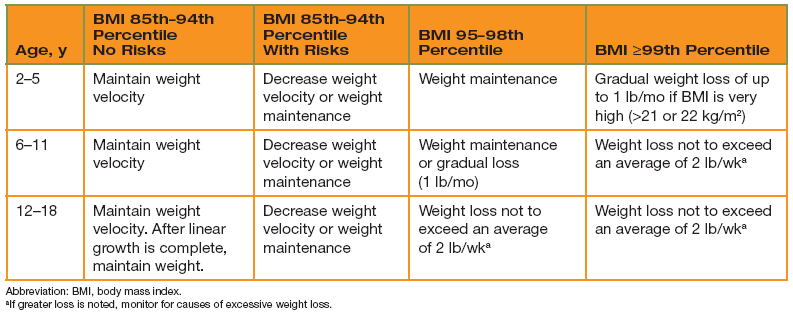 Age, y
BMI 85th–94th
Percentile
No Risks
BMI 85th–94th
Percentile
With Risks
BMI 95–98th
Percentile
BMI ≥99th Percentile
2–5
Maintain weight
velocity
Decrease weight
velocity or weight
maintenance
Weight maintenance
Gradual weight loss of up
to 1 lb/mo if BMI is very
high (>21 or 22 kg/m²)
6–11
Maintain weight
velocity
Decrease weight
velocity or weight
maintenance
Weight maintenance
or gradual loss
(1 lb/mo)
Weight loss not to exceed
an average of 2 lb/wkᵃ
12–18
Maintain weight
velocity. After linear
growth is complete,
maintain weight.
Decrease weight
velocity or weight
maintenance
Weight loss not to
exceed an average
of 2 lb/wkᵃ
Weight loss not to exceed
an average of 2 lb/wkᵃ
Abbreviation: BMI, body mass index.
ᵃIf greater loss is noted, monitor for causes of excessive weight loss.